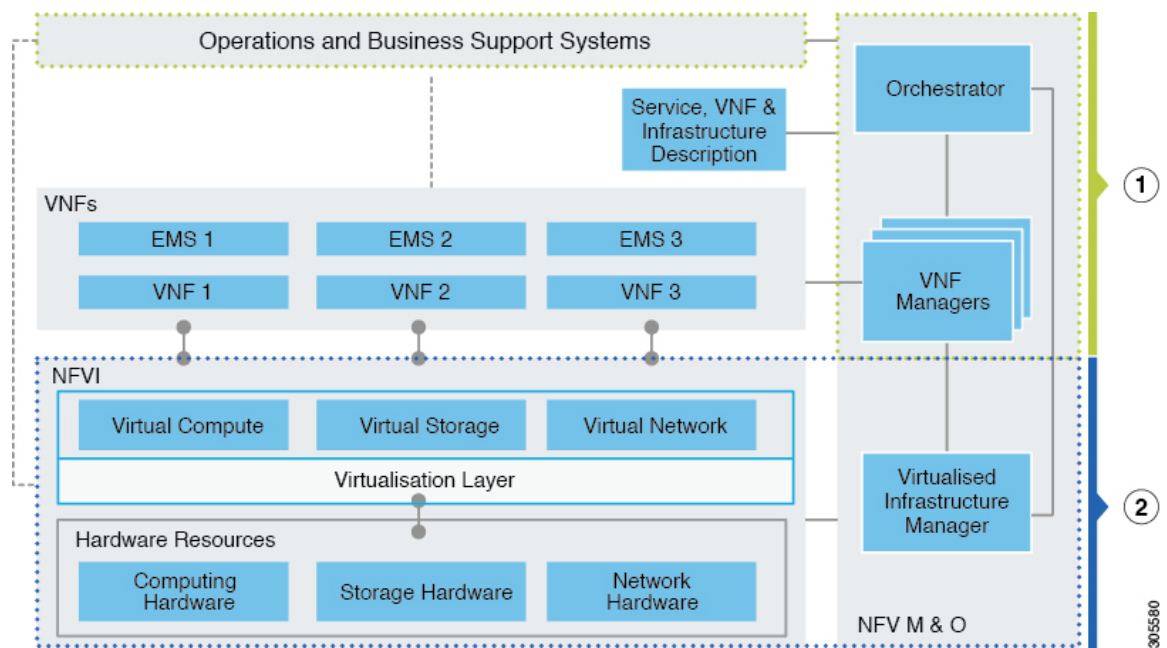 Operations and Business Support Systems
Orchestrator
Service, VNF &
Infrastructure
Description
1
VNFs
EMS 1
EMS 2
EMS 3
VNF 1
VNF 2
VNF 3
VNF
Managers
NFVI
Virtual Compute
Virtual Storage
Virtual Network
Virtualisation Layer
Virtualised
Infrastructure
Manager
2
Hardware Resources
Computing
Hardware
Storage Hardware
Network
Hardware
NFV M & O
305580